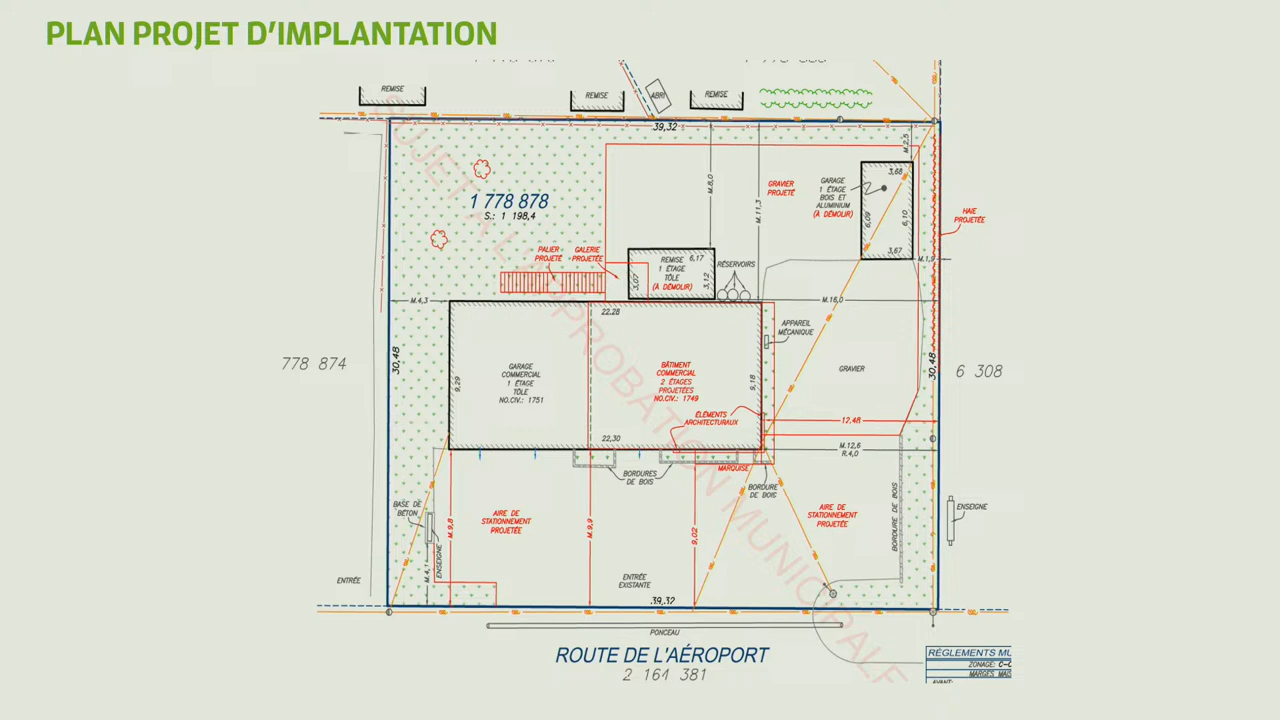 PLAN PROJET D'IMPLANTATION
REMISE
REMISE
ABRI
REMISE
39,32
M.2,5
M.8,0
M.11,3
GRAVIER
PROJETÉ
GARAGE
1 ÉTAGE
BOIS ET
ALUMINIUM
(À DÉMOLIR)
3,68
6,09
6,10
3,67
HAIE
PROJETÉE
1 778 878
S.: 1 198,4
PALIER
PROJETÉ
GALERIE
PROJETÉE
REMISE
1 ÉTAGE
TÔLE
(À DÉMOLIR)
6,17
3,07
3,12
RÉSERVOIRS
M.1,9
M.4,3
M.16,0
22,28
APPAREIL
MÉCANIQUE
778 874
30,48
9,29
GARAGE
COMMERCIAL
1 ÉTAGE
TÔLE
NO.CIV.: 1751
BÂTIMENT
COMMERCIAL
2 ÉTAGES
PROJETÉES
NO.CIV.: 1749
9,18
GRAVIER
30,48
6 308
ÉLÉMENTS
ARCHITECTURAUX
12,48
22,30
M.12,6
R.4,0
MARQUISE
BORDURES
DE BOIS
BORDURE
DE BOIS
BASE DE
BÉTON
ENSEIGNE
M.4,1
M.9,8
AIRE DE
STATIONNEMENT
PROJETÉE
M.9,9
9,02
AIRE DE
STATIONNEMENT
PROJETÉE
BORDURE DE BOIS
ENSEIGNE
ENTRÉE
ENTRÉE
EXISTANTE
39,32
PONCEAU
ROUTE DE L'AÉROPORT
2 164 381
RÉGLEMENTS MU
ZONAGE: C-C
MARGES MAIS
AVANT:
SUJET À L'APPROBATION MUNICIPALE